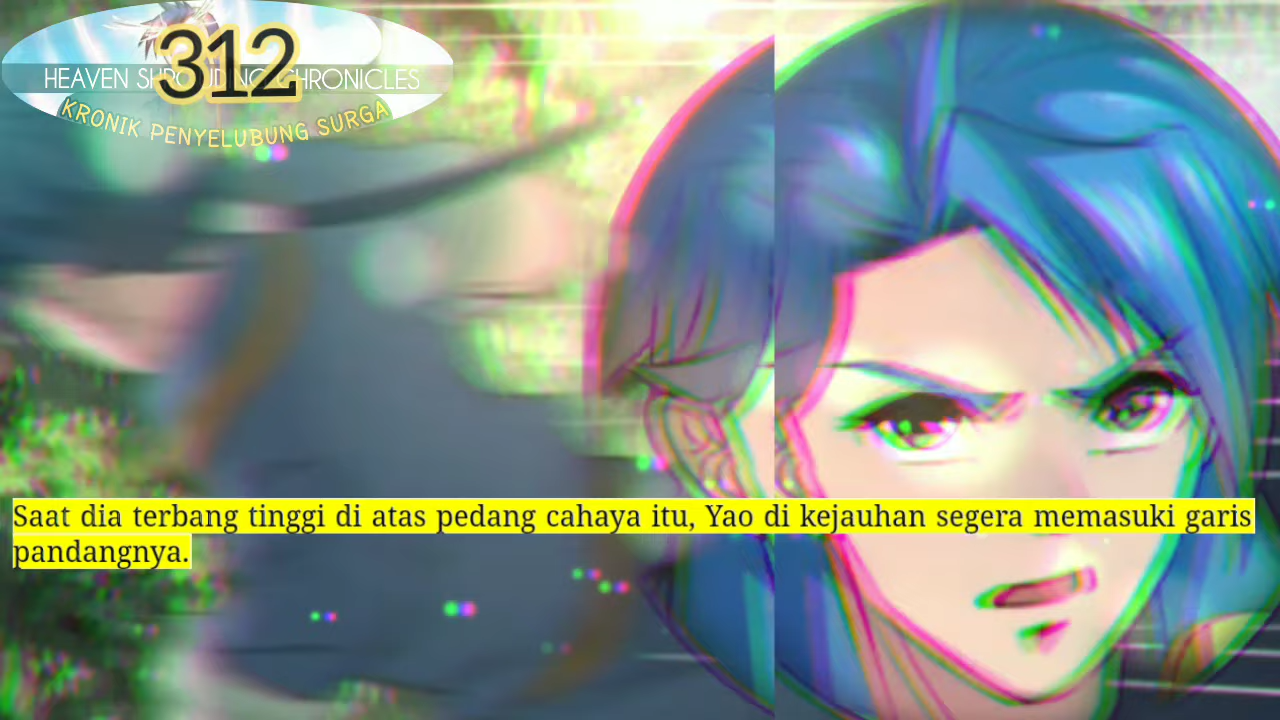 312
HEAVEN SHROUDING CHRONICLES
KRONIK PENYELUBUNG SURGA
Saat dia terbang tinggi di atas pedang cahaya itu, Yao di kejauhan segera memasuki garis
pandangnya.